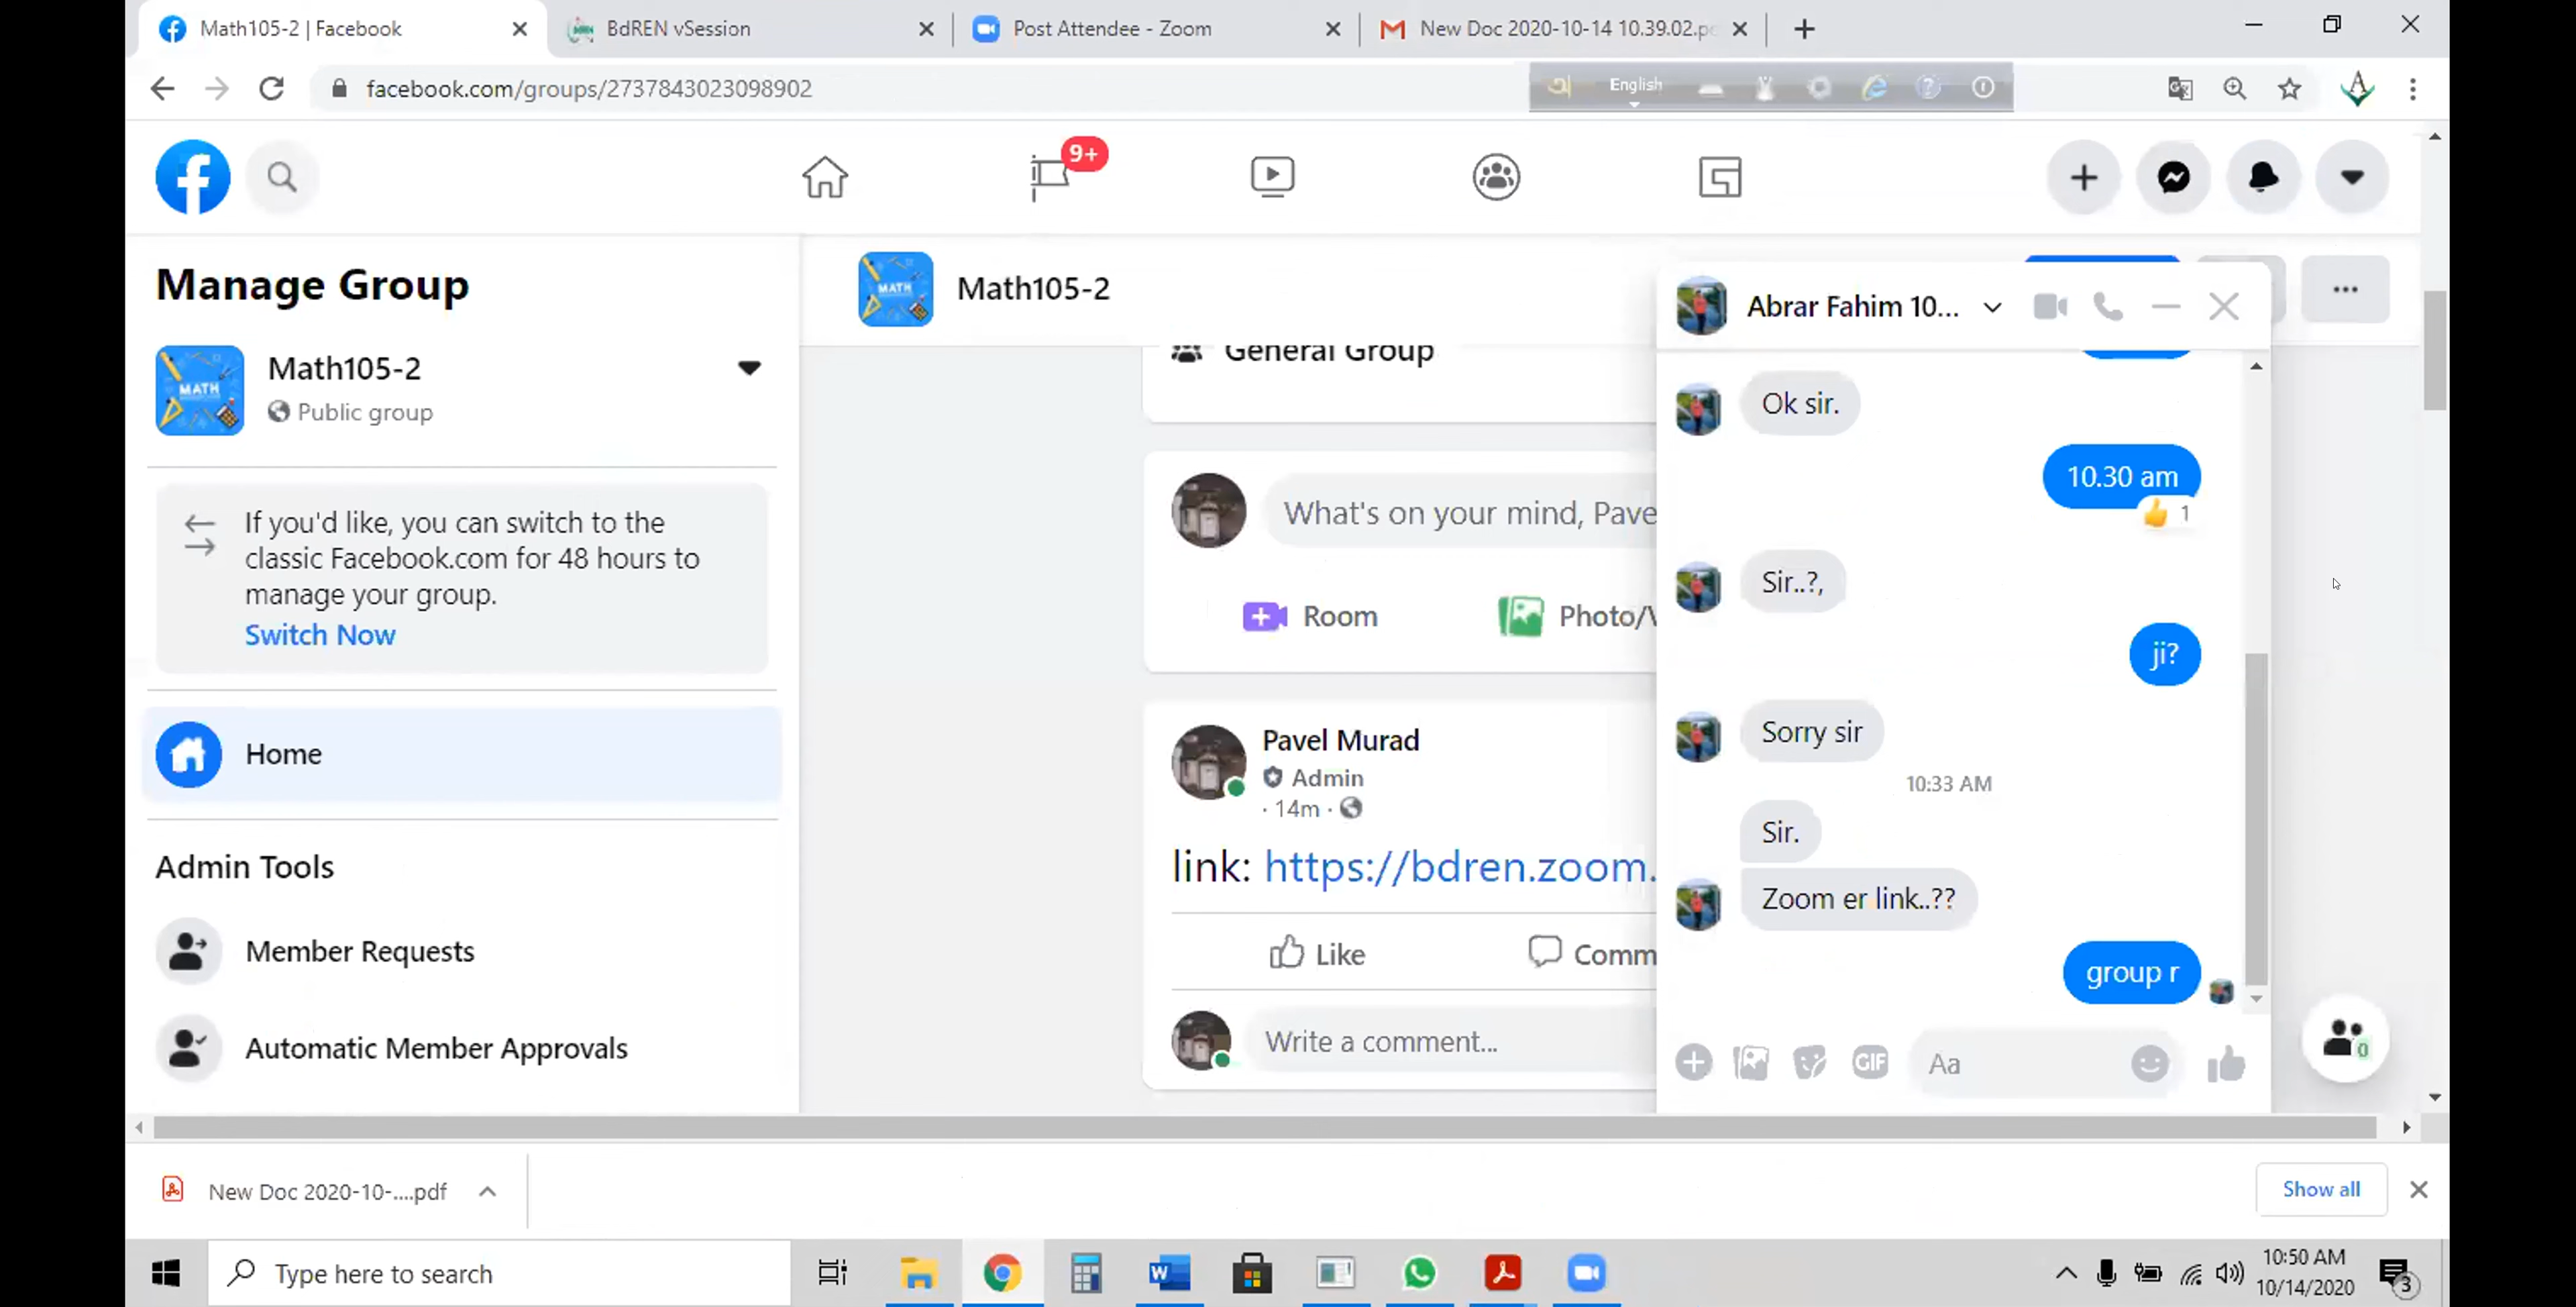 Math105-2 | Facebook
BdREN vSession
Post Attendee - Zoom
New Doc 2020-10-14 10.39.02.p
facebook.com/groups/2737843023098902
English
9+
Manage Group
Math105-2
Public group
If you'd like, you can switch to the
classic Facebook.com for 48 hours to
manage your group.
Switch Now
Home
Admin Tools
Member Requests
Automatic Member Approvals
MATH
Math105-2
General Group
What's on your mind, Pave
Room
Photo/V
Pavel Murad
Admin
· 14m ·
link: https://bdren.zoom.
Like
Comm
Write a comment...
Abrar Fahim 10...
Ok sir.
10.30 am
1
Sir..?,
ji?
Sorry sir
10:33 AM
Sir.
Zoom er link..??
group r
GIF
Aa
0
New Doc 2020-10-....pdf
Show all
Type here to search
10:50 AM
10/14/2020
3